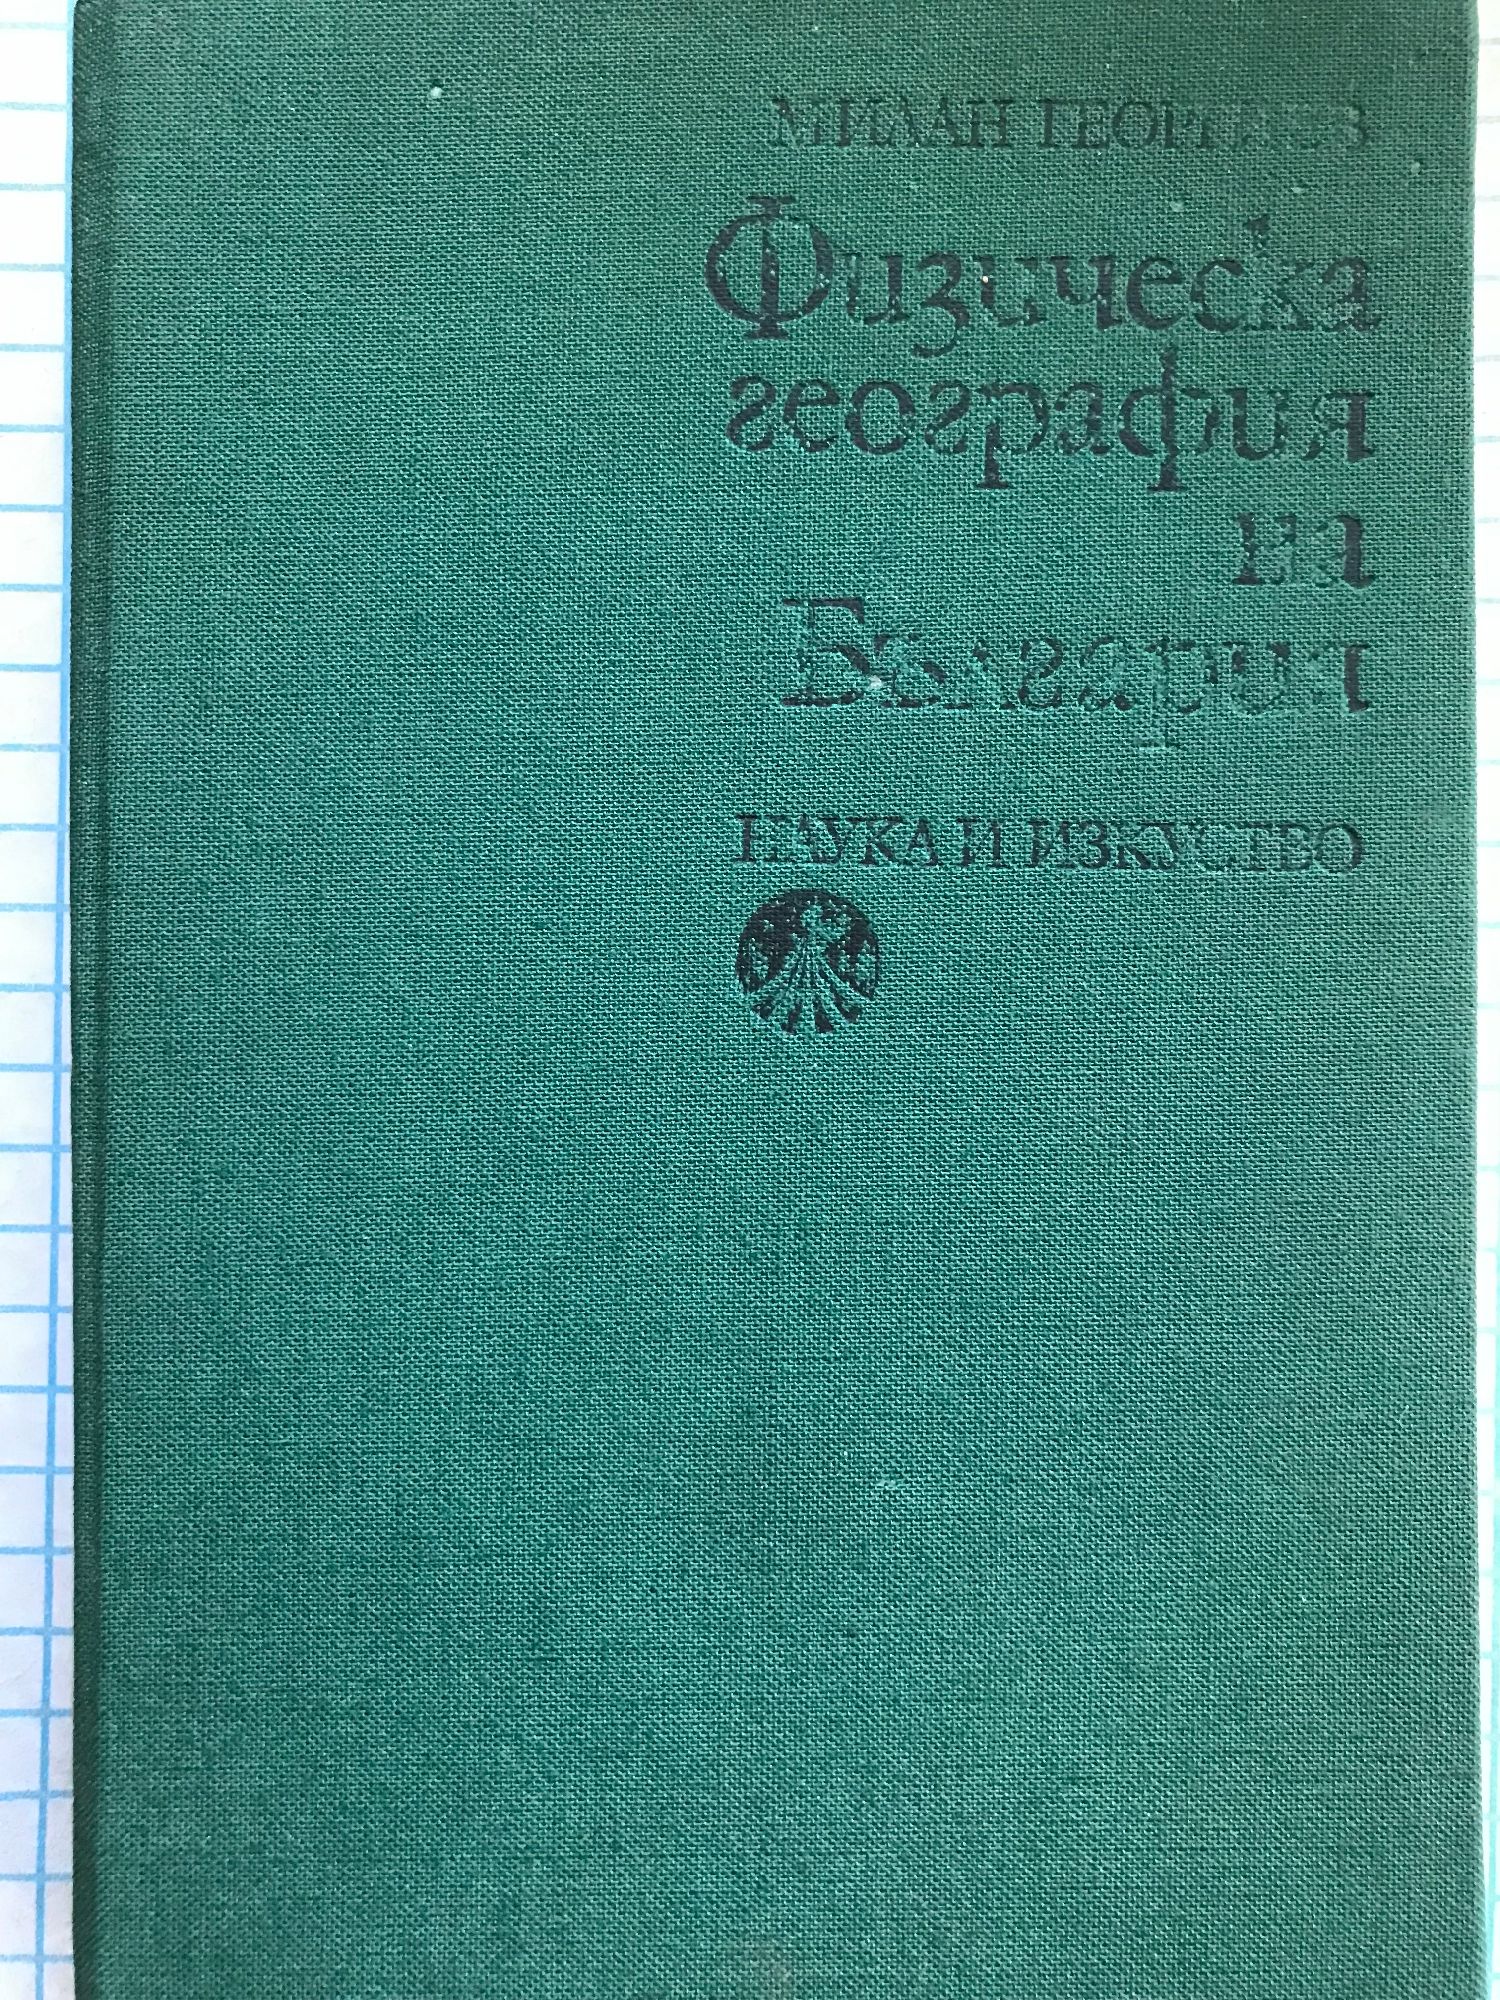 МИЛАН ГЕОРГИЕВ
Физическа
география
на
България
НАУКА И ИЗКУСТВО